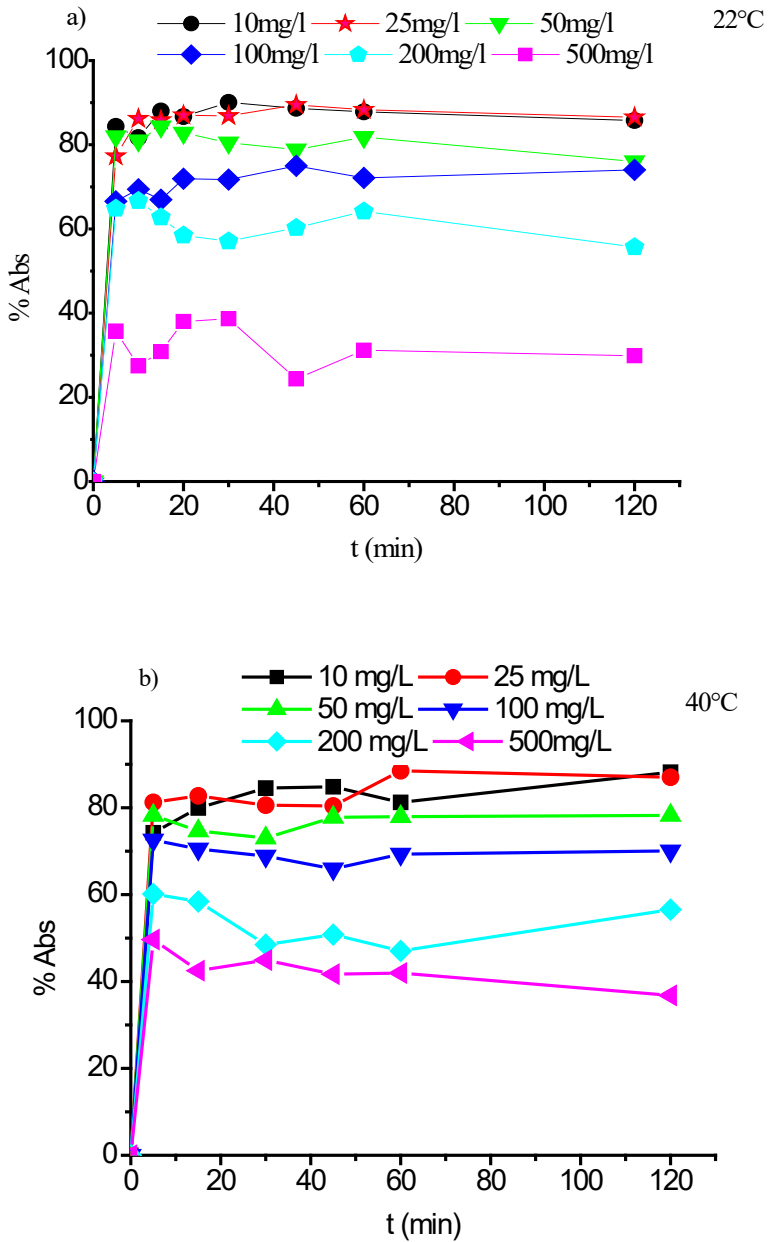 a)
22°C
10mg/l 25mg/l 50mg/l
100mg/l 200mg/l 500mg/l
100
80
60
40
20
0
% Abs
0 20 40 60 80 100 120
t (min)
b)
40°C
10 mg/L 25 mg/L
50 mg/L 100 mg/L
200 mg/L 500mg/L
100
80
60
40
20
0
% Abs
0 20 40 60 80 100 120
t (min)